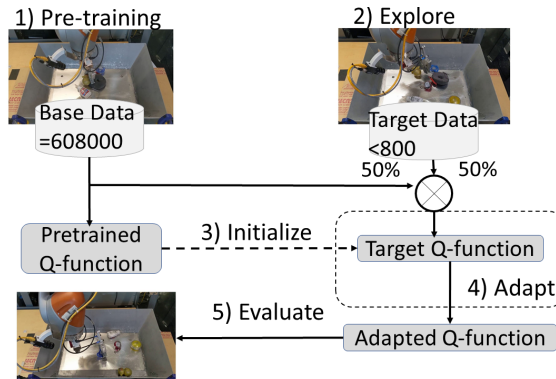 1) Pre-training
2) Explore
Base Data
=608000
Target Data
<800
50%
50%
Pretrained
Q-function
3) Initialize
Target Q-function
4) Adapt
5) Evaluate
Adapted Q-function